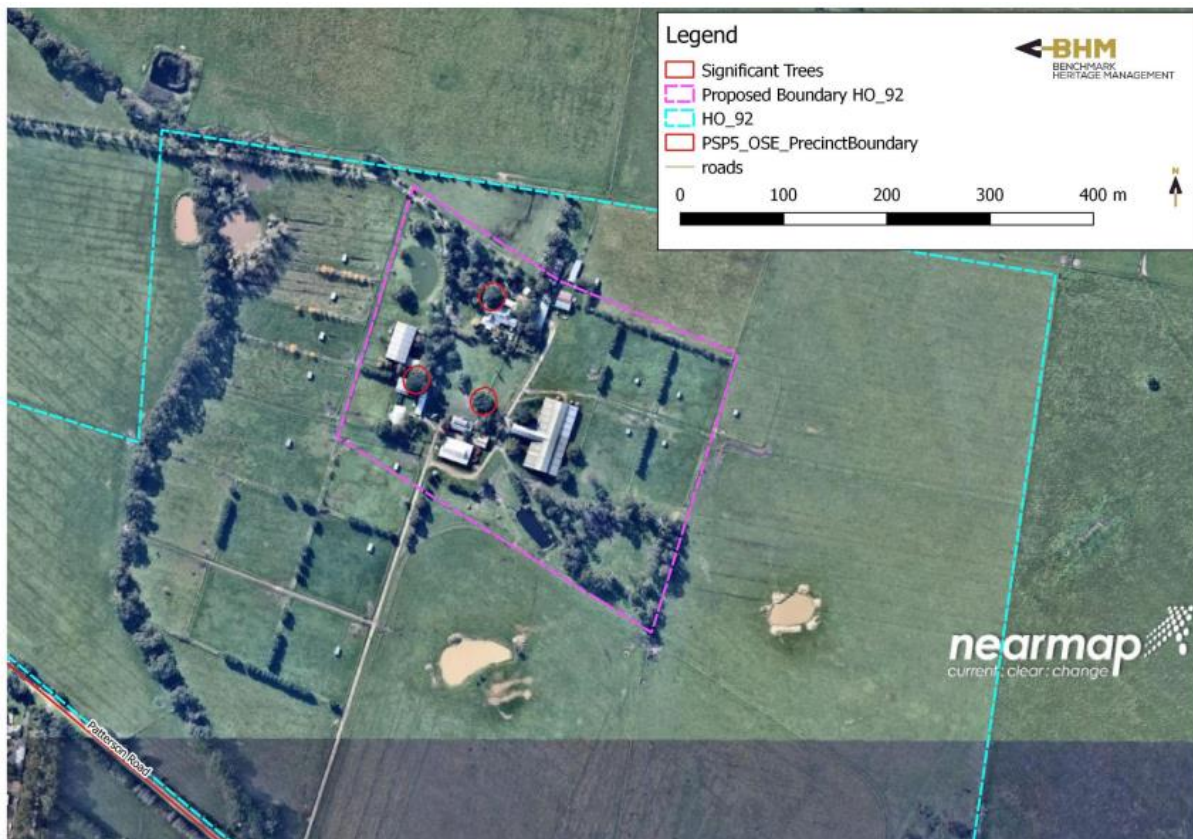 Legend
BHM
BENCHMARK
HERITAGE MANAGEMENT
Significant Trees
Proposed Boundary HO_92
HO_92
PSP5_OSE_PrecinctBoundary
roads
N
0 100 200 300 400 m
nearmap
current : clear : change
Patterson Road